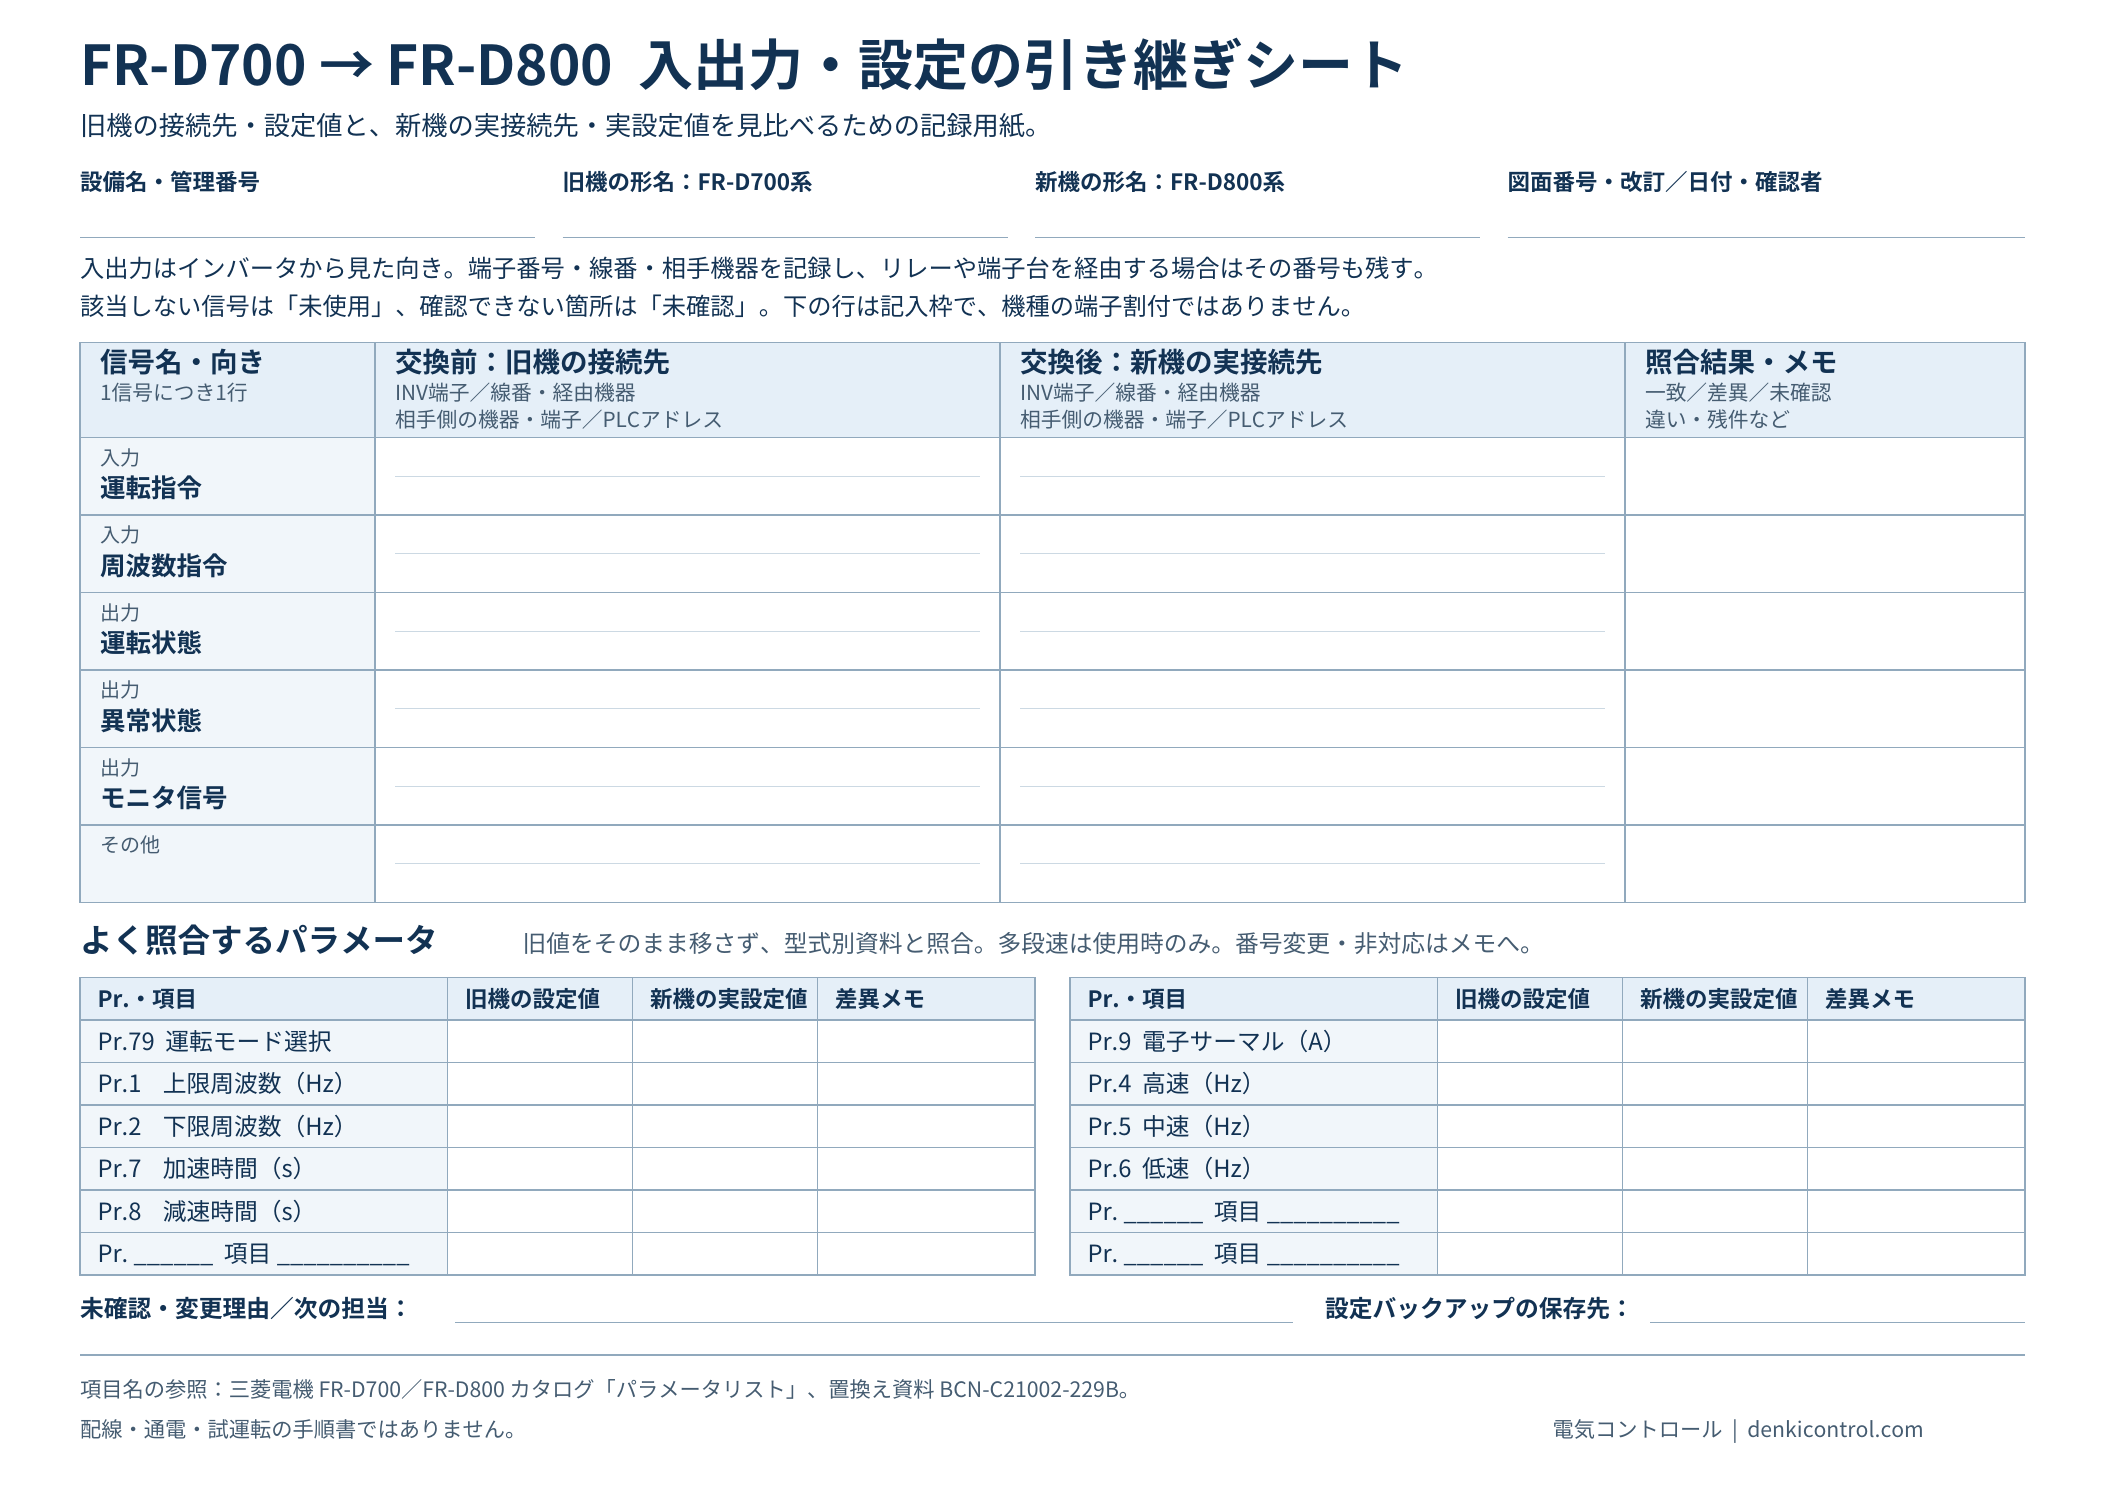 FR-D700 → FR-D800 入出力・設定の引き継ぎシート
旧機の接続先・設定値と、新機の実接続先・実設定値を見比べるための記録用紙。
設備名・管理番号
旧機の形名：FR-D700系
新機の形名：FR-D800系
図面番号・改訂／日付・確認者
入出力はインバータから見た向き。端子番号・線番・相手機器を記録し、リレーや端子台を経由する場合はその番号も残す。
該当しない信号は「未使用」、確認できない箇所は「未確認」。下の行は記入枠で、機種の端子割付ではありません。
信号名・向き
1信号につき1行
交換前：旧機の接続先
INV端子／線番・経由機器
相手側の機器・端子／PLCアドレス
交換後：新機の実接続先
INV端子／線番・経由機器
相手側の機器・端子／PLCアドレス
照合結果・メモ
一致／差異／未確認
違い・残件など
入力
運転指令
入力
周波数指令
出力
運転状態
出力
異常状態
出力
モニタ信号
その他
よく照合するパラメータ
旧値をそのまま移さず、型式別資料と照合。多段速は使用時のみ。番号変更・非対応はメモへ。
Pr.・項目 旧機の設定値 新機の実設定値 差異メモ
Pr.79 運転モード選択
Pr.1 上限周波数（Hz）
Pr.2 下限周波数（Hz）
Pr.7 加速時間（s）
Pr.8 減速時間（s）
Pr. ______ 項目 __________
Pr.・項目 旧機の設定値 新機の実設定値 差異メモ
Pr.9 電子サーマル（A）
Pr.4 高速（Hz）
Pr.5 中速（Hz）
Pr.6 低速（Hz）
Pr. ______ 項目 __________
Pr. ______ 項目 __________
未確認・変更理由／次の担当：
設定バックアップの保存先：
項目名の参照：三菱電機 FR-D700／FR-D800 カタログ「パラメータリスト」、置換え資料 BCN-C21002-229B。
配線・通電・試運転の手順書ではありません。
電気コントロール｜denkicontrol.com